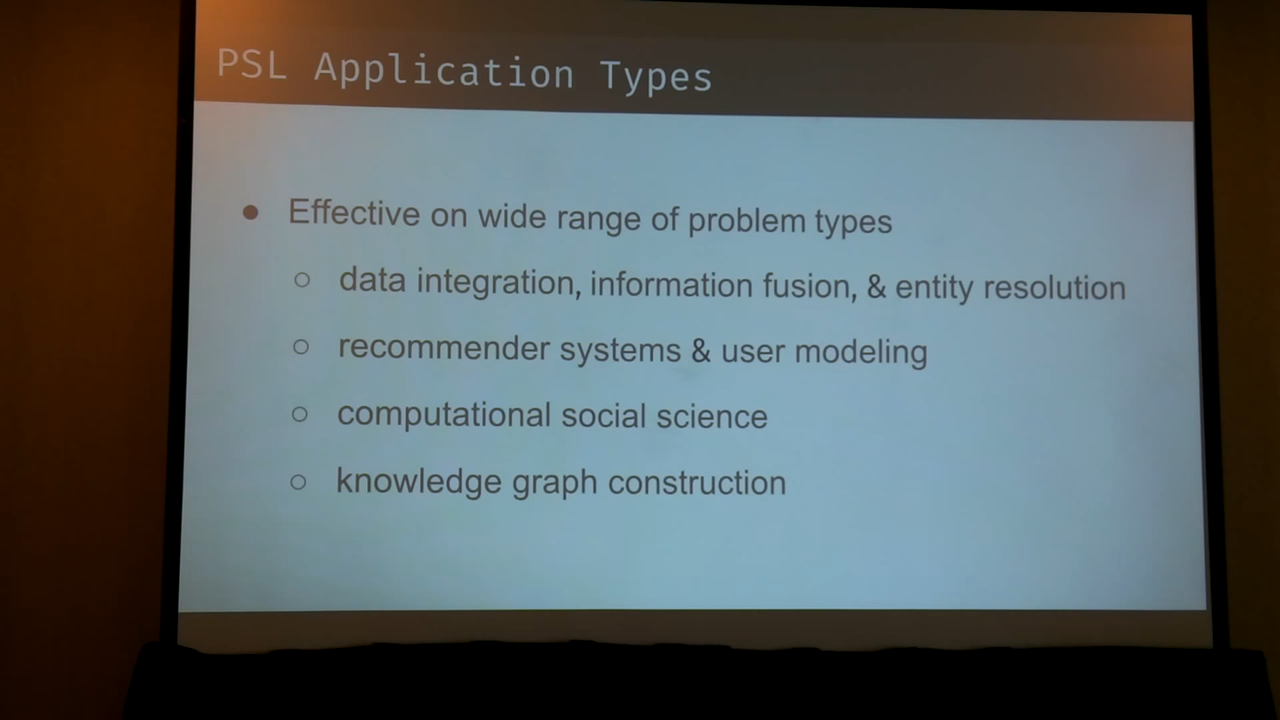 PSL Application Types
● Effective on wide range of problem types
○ data integration, information fusion, & entity resolution
○ recommender systems & user modeling
○ computational social science
○ knowledge graph construction